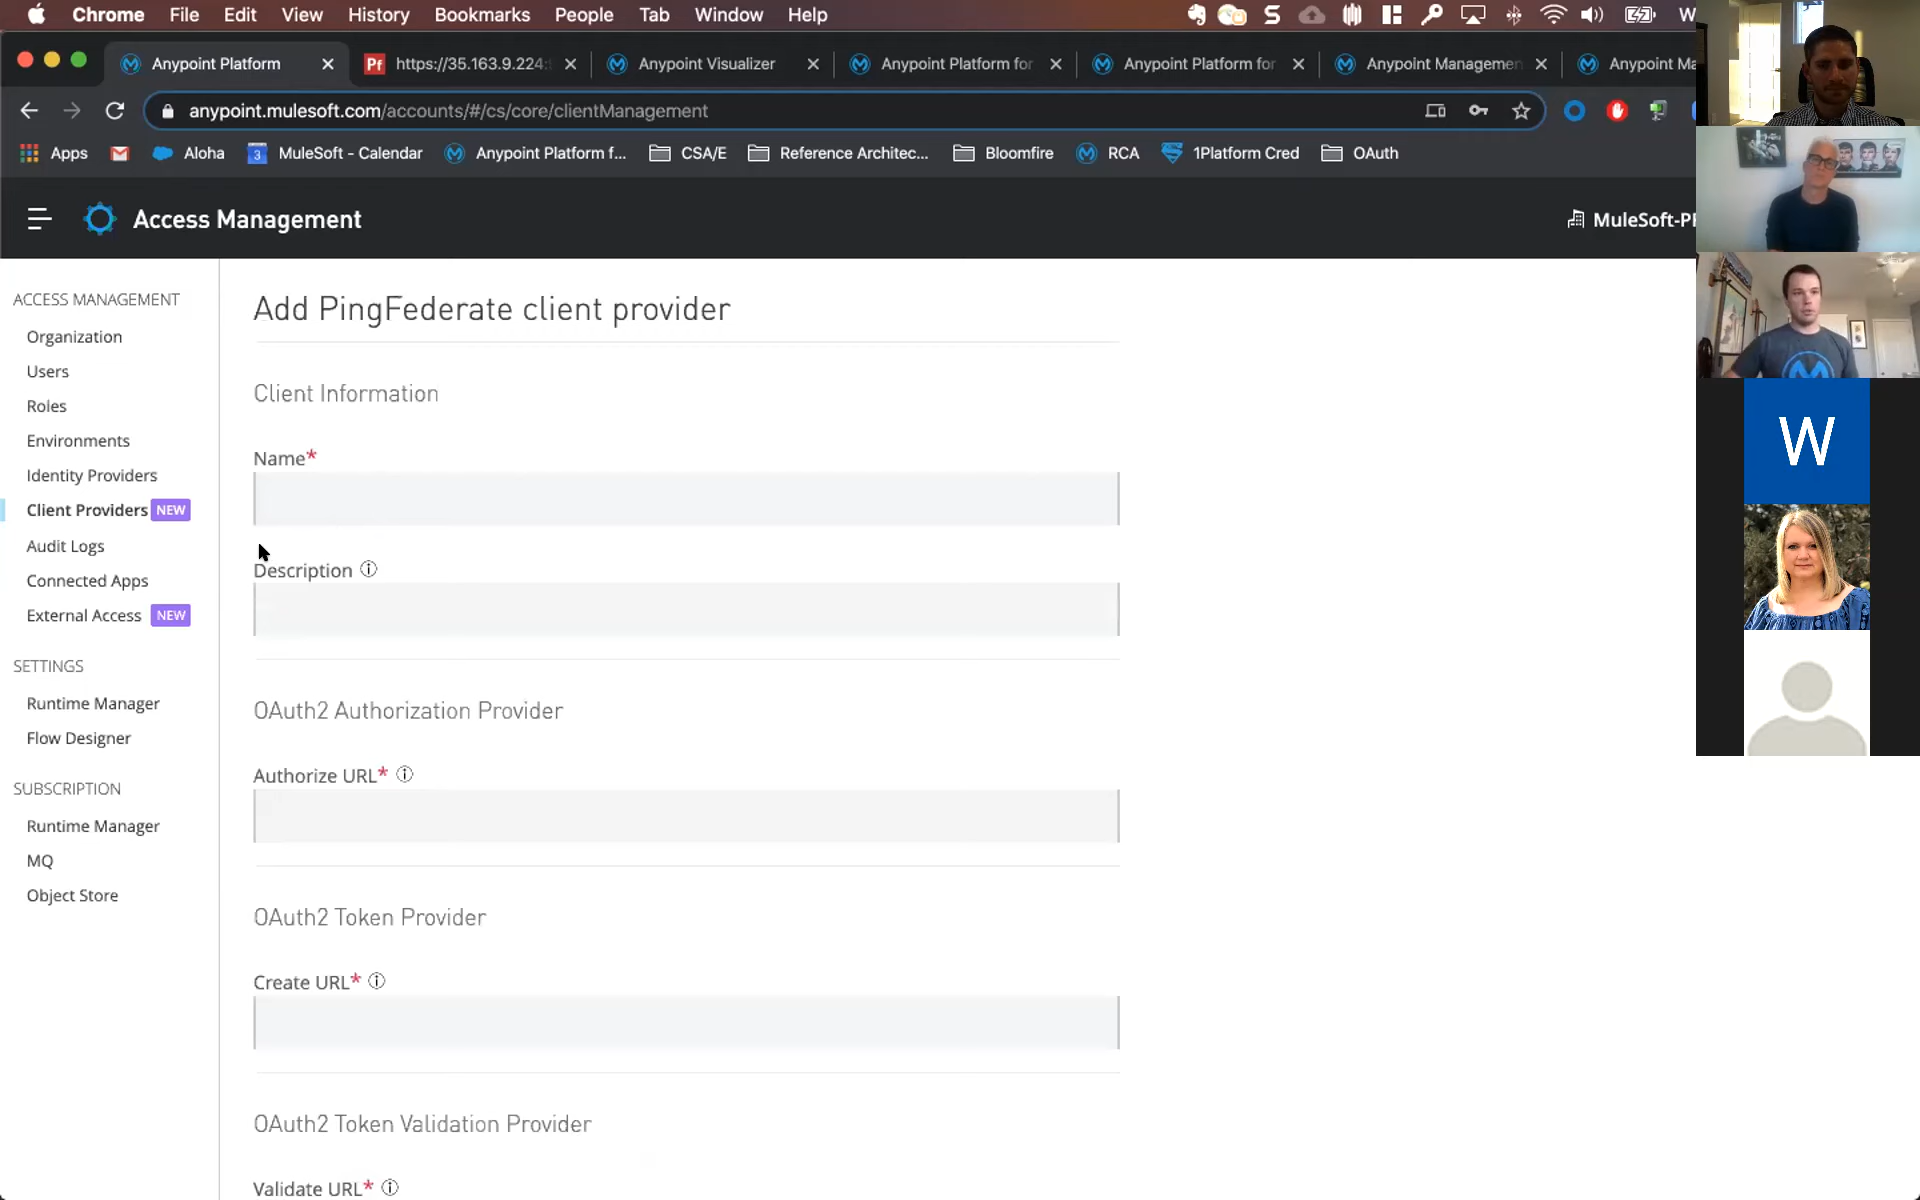 Chrome File Edit View History Bookmarks People Tab Window Help
Anypoint Platform
Pf https://35.163.9.224:
Anypoint Visualizer
Anypoint Platform for
Anypoint Platform for
Anypoint Managemen
Anypoint Ma
anypoint.mulesoft.com/accounts/#/cs/core/clientManagement
Apps
Aloha
3 MuleSoft - Calendar
Anypoint Platform f...
CSA/E
Reference Architec...
Bloomfire
RCA
1Platform Cred
OAuth
Access Management
MuleSoft-P
ACCESS MANAGEMENT
Organization
Users
Roles
Environments
Identity Providers
Client Providers NEW
Audit Logs
Connected Apps
External Access NEW
SETTINGS
Runtime Manager
Flow Designer
SUBSCRIPTION
Runtime Manager
MQ
Object Store
Add PingFederate client provider
Client Information
Name*
Description
OAuth2 Authorization Provider
Authorize URL*
OAuth2 Token Provider
Create URL*
OAuth2 Token Validation Provider
Validate URL*
W